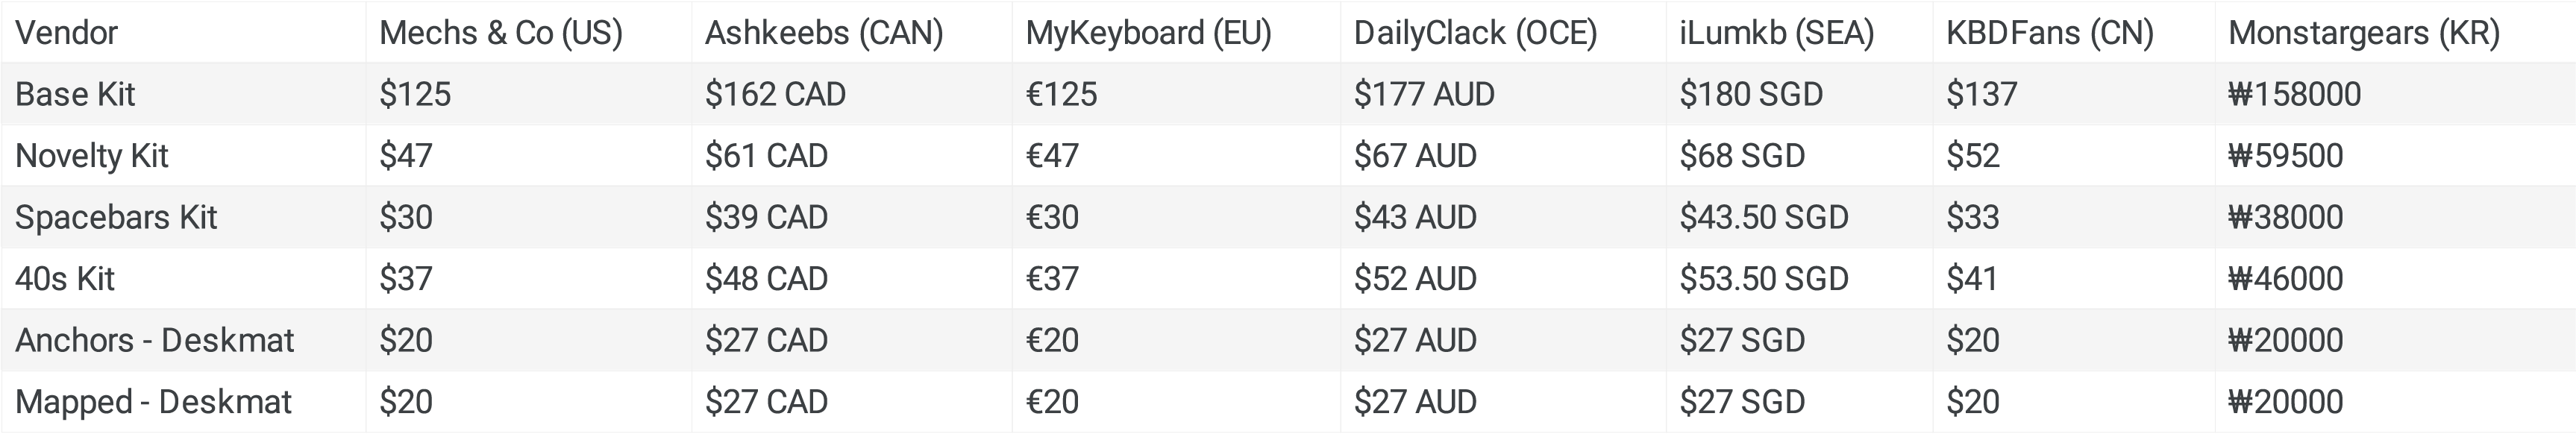 Vendor Mechs & Co (US) Ashkeebs (CAN) MyKeyboard (EU) DailyClack (OCE) iLumkb (SEA) KBDFans (CN) Monstargears (KR)
Base Kit $125 $162 CAD €125 $177 AUD $180 SGD $137 ₩158000
Novelty Kit $47 $61 CAD €47 $67 AUD $68 SGD $52 ₩59500
Spacebars Kit $30 $39 CAD €30 $43 AUD $43.50 SGD $33 ₩38000
40s Kit $37 $48 CAD €37 $52 AUD $53.50 SGD $41 ₩46000
Anchors - Deskmat $20 $27 CAD €20 $27 AUD $27 SGD $20 ₩20000
Mapped - Deskmat $20 $27 CAD €20 $27 AUD $27 SGD $20 ₩20000